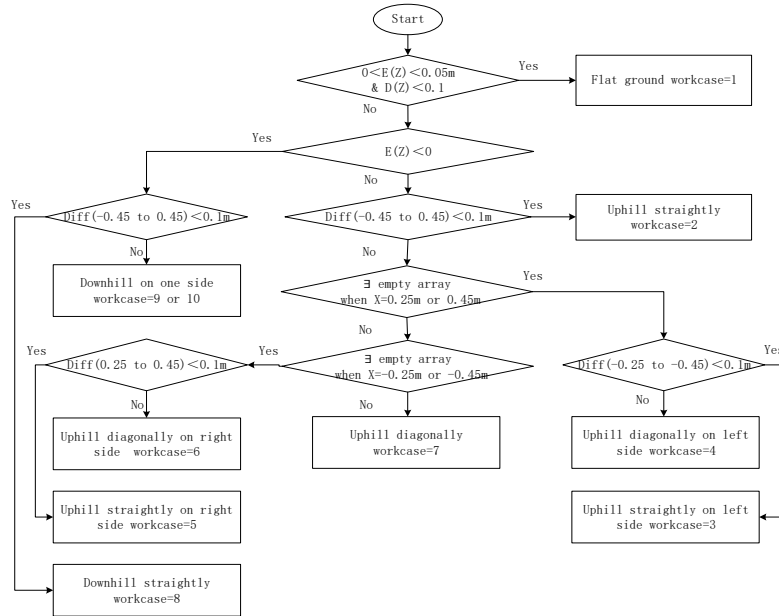 Start
0<E(Z)<0.05m
& D(Z)<0.1
Yes
Flat ground workcase=1
No
Yes
E(Z)<0
No
Yes
Diff(-0.45 to 0.45)<0.1m
Diff(-0.45 to 0.45)<0.1m
Yes
Uphill straightly
workcase=2
No
No
Downhill on one side
workcase=9 or 10
∃ empty array
when X=0.25m or 0.45m
Yes
No
Yes
Diff(0.25 to 0.45)<0.1m
Yes
∃ empty array
when X=-0.25m or -0.45m
Diff(-0.25 to -0.45)<0.1m
Yes
No
No
No
Uphill diagonally on right
side workcase=6
Uphill diagonally
workcase=7
Uphill diagonally on left
side workcase=4
Uphill straightly on right
side workcase=5
Uphill straightly on left
side workcase=3
Downhill straightly
workcase=8